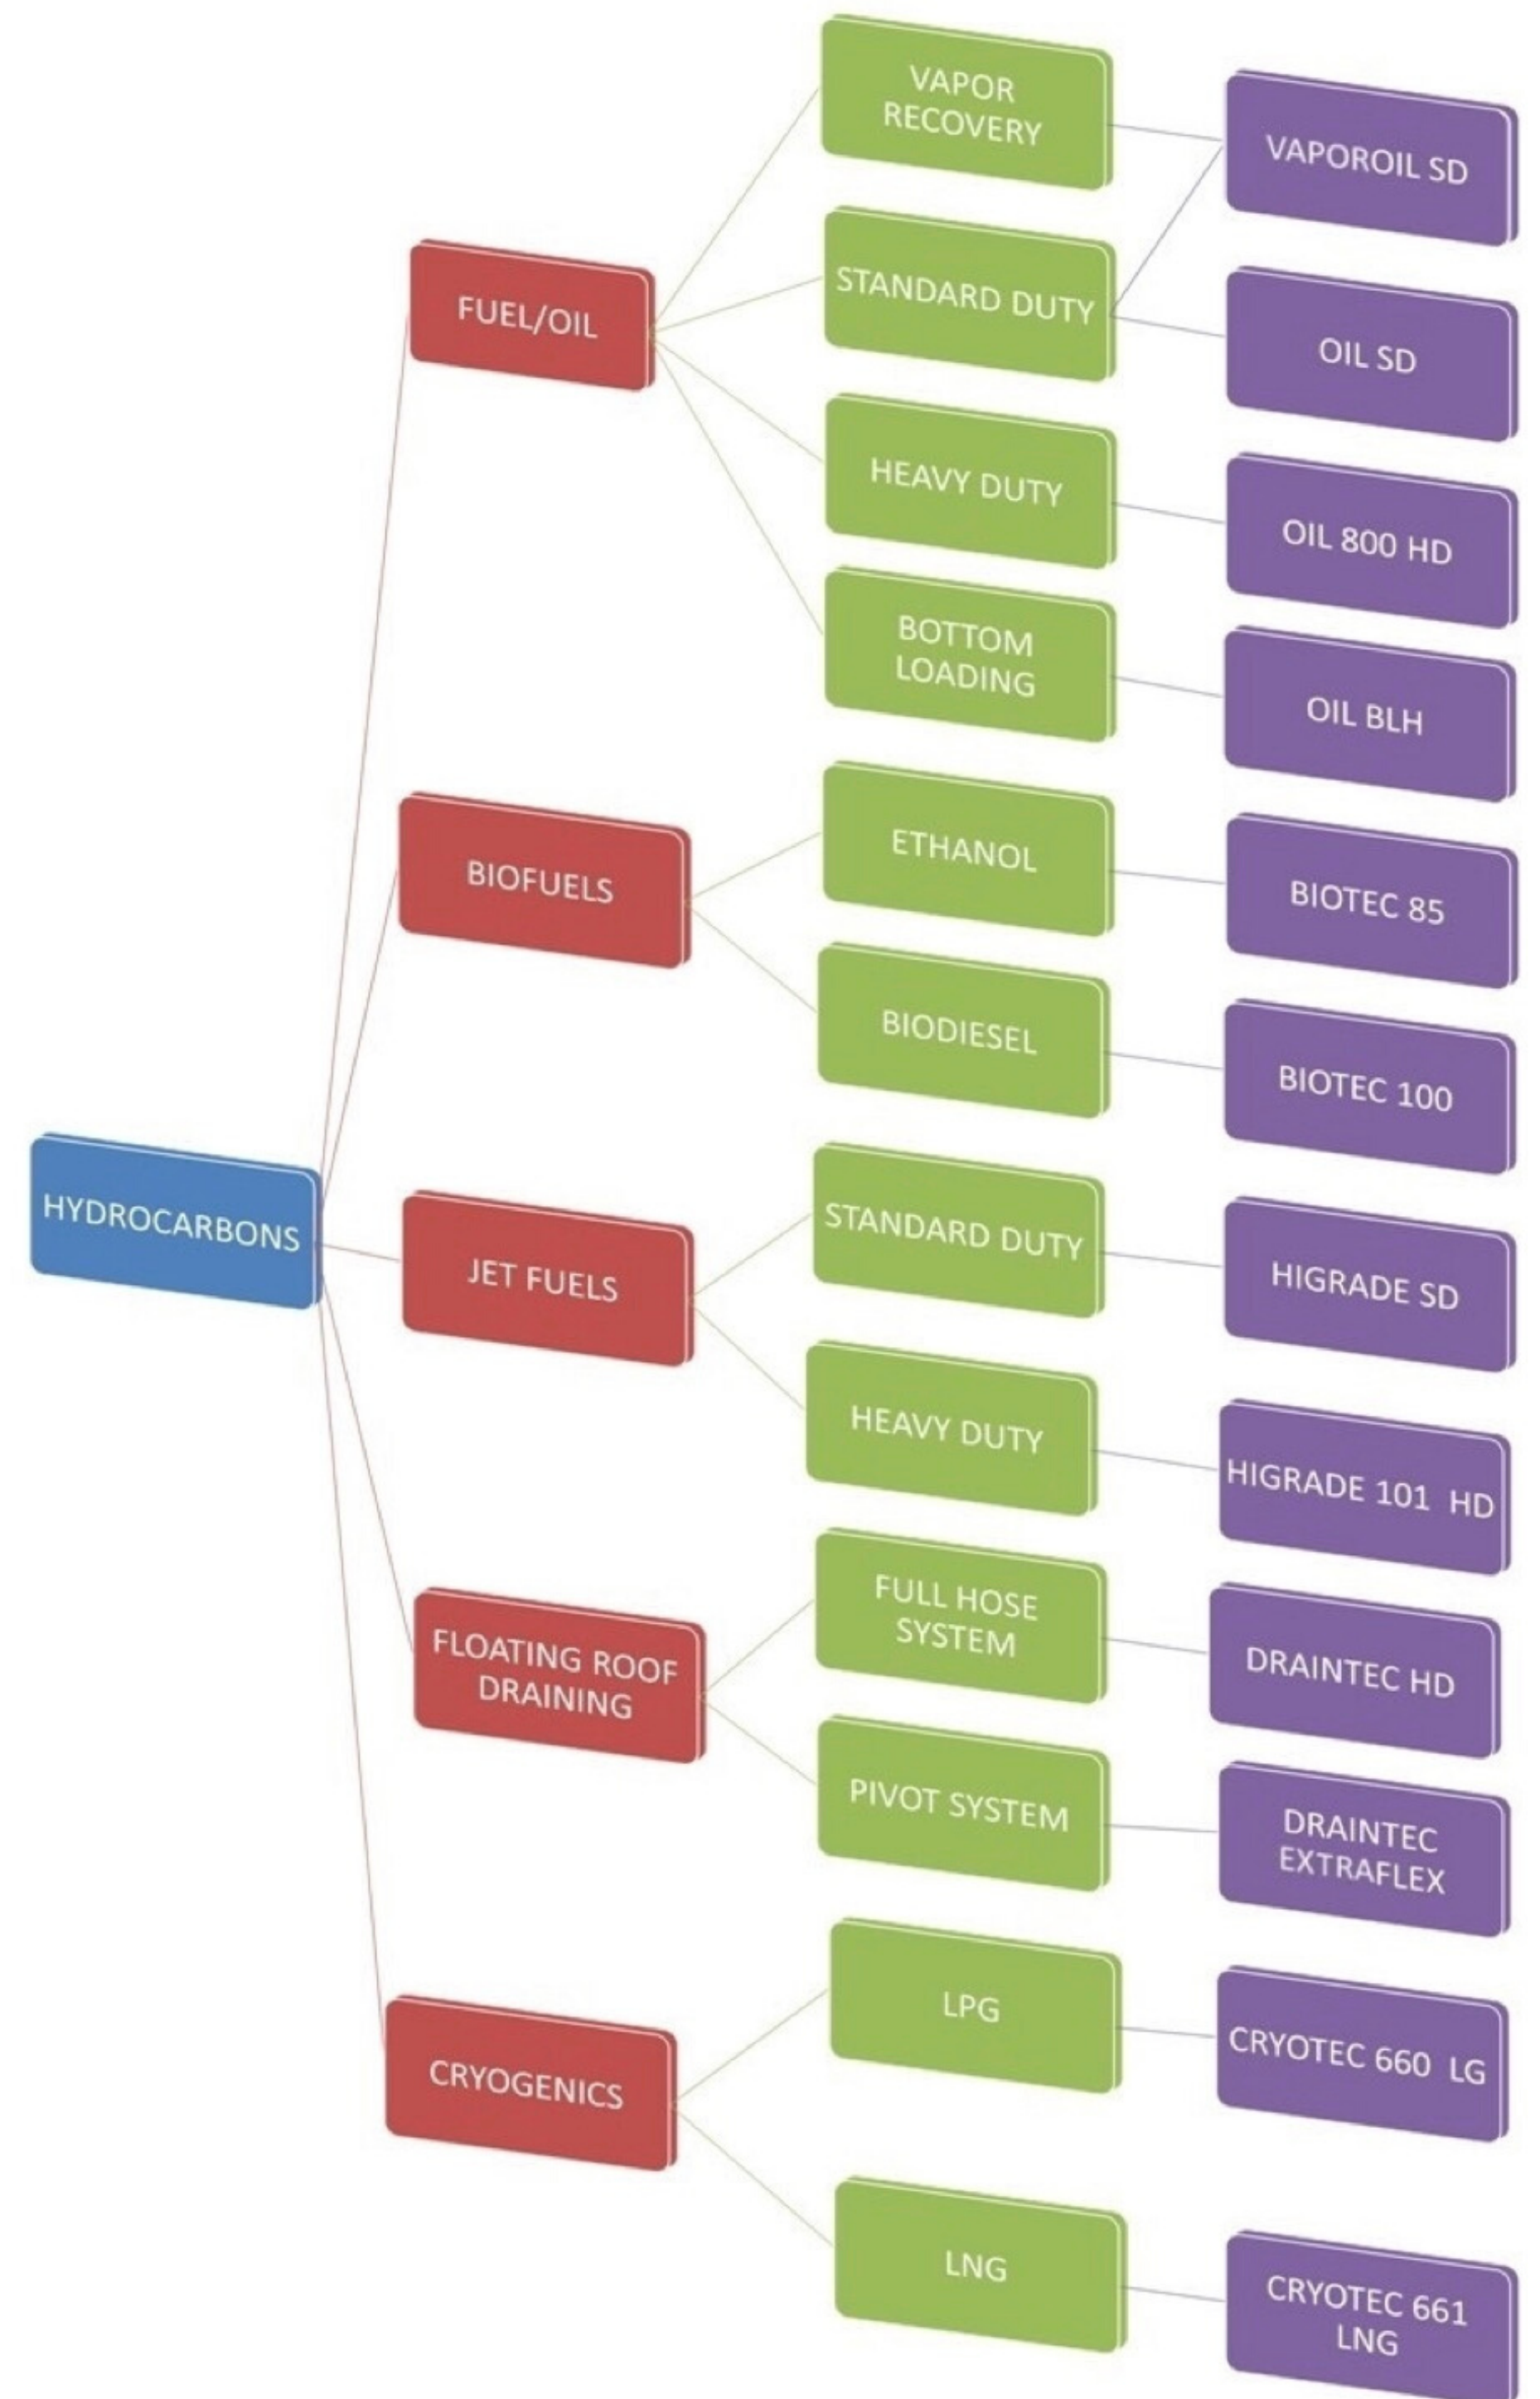 HYDROCARBONS
FUEL/OIL
VAPOR
RECOVERY
VAPOROIL SD
STANDARD DUTY
OIL SD
HEAVY DUTY
OIL 800 HD
BOTTOM
LOADING
OIL BLH
BIOFUELS
ETHANOL
BIOTEC 85
BIODIESEL
BIOTEC 100
JET FUELS
STANDARD DUTY
HIGRADE SD
HEAVY DUTY
HIGRADE 101 HD
FLOATING ROOF
DRAINING
FULL HOSE
SYSTEM
DRAINTEC HD
PIVOT SYSTEM
DRAINTEC
EXTRAFLEX
CRYOGENICS
LPG
CRYOTEC 660 LG
LNG
CRYOTEC 661
LNG